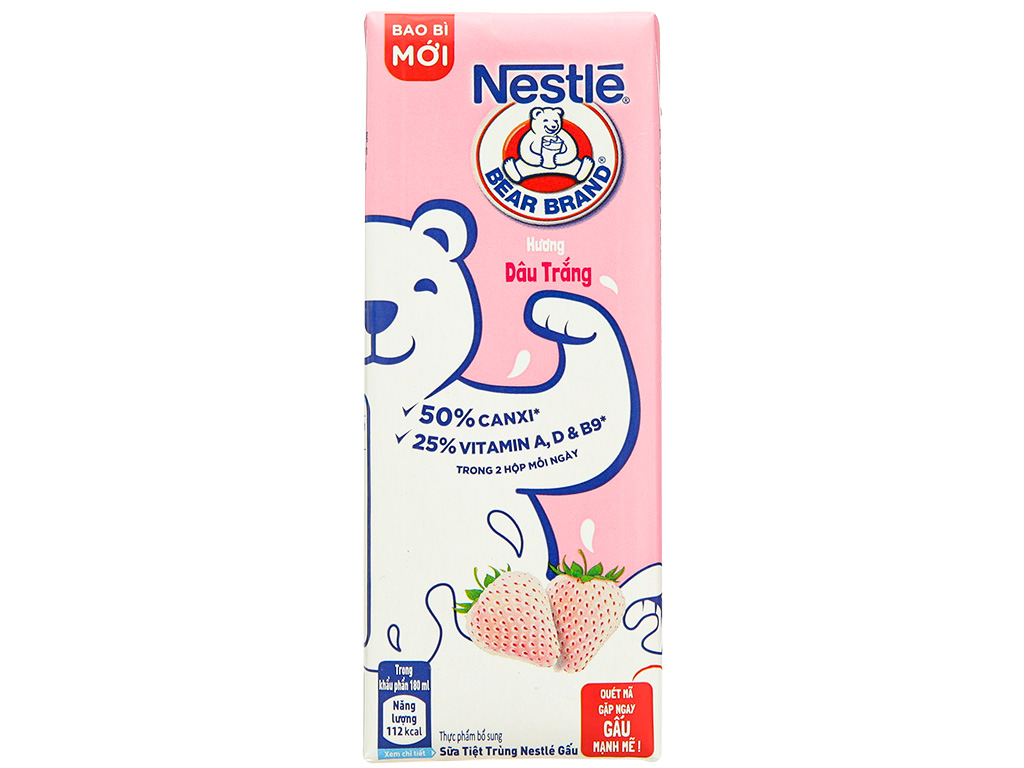 BAO BÌ
MỚI
Nestlé®
BEAR BRAND®
Hương
Dâu Trắng
✓ 50% CANXI*
✓ 25% VITAMIN A, D & B9*
TRONG 2 HỘP MỖI NGÀY
Trong
khẩu phần 180 ml
Năng
lượng
112 kcal
Xem chi tiết
Thực phẩm bổ sung
Sữa Tiệt Trùng Nestlé Gấu
QUÉT MÃ
GẶP NGAY
GẤU
MẠNH MẼ !